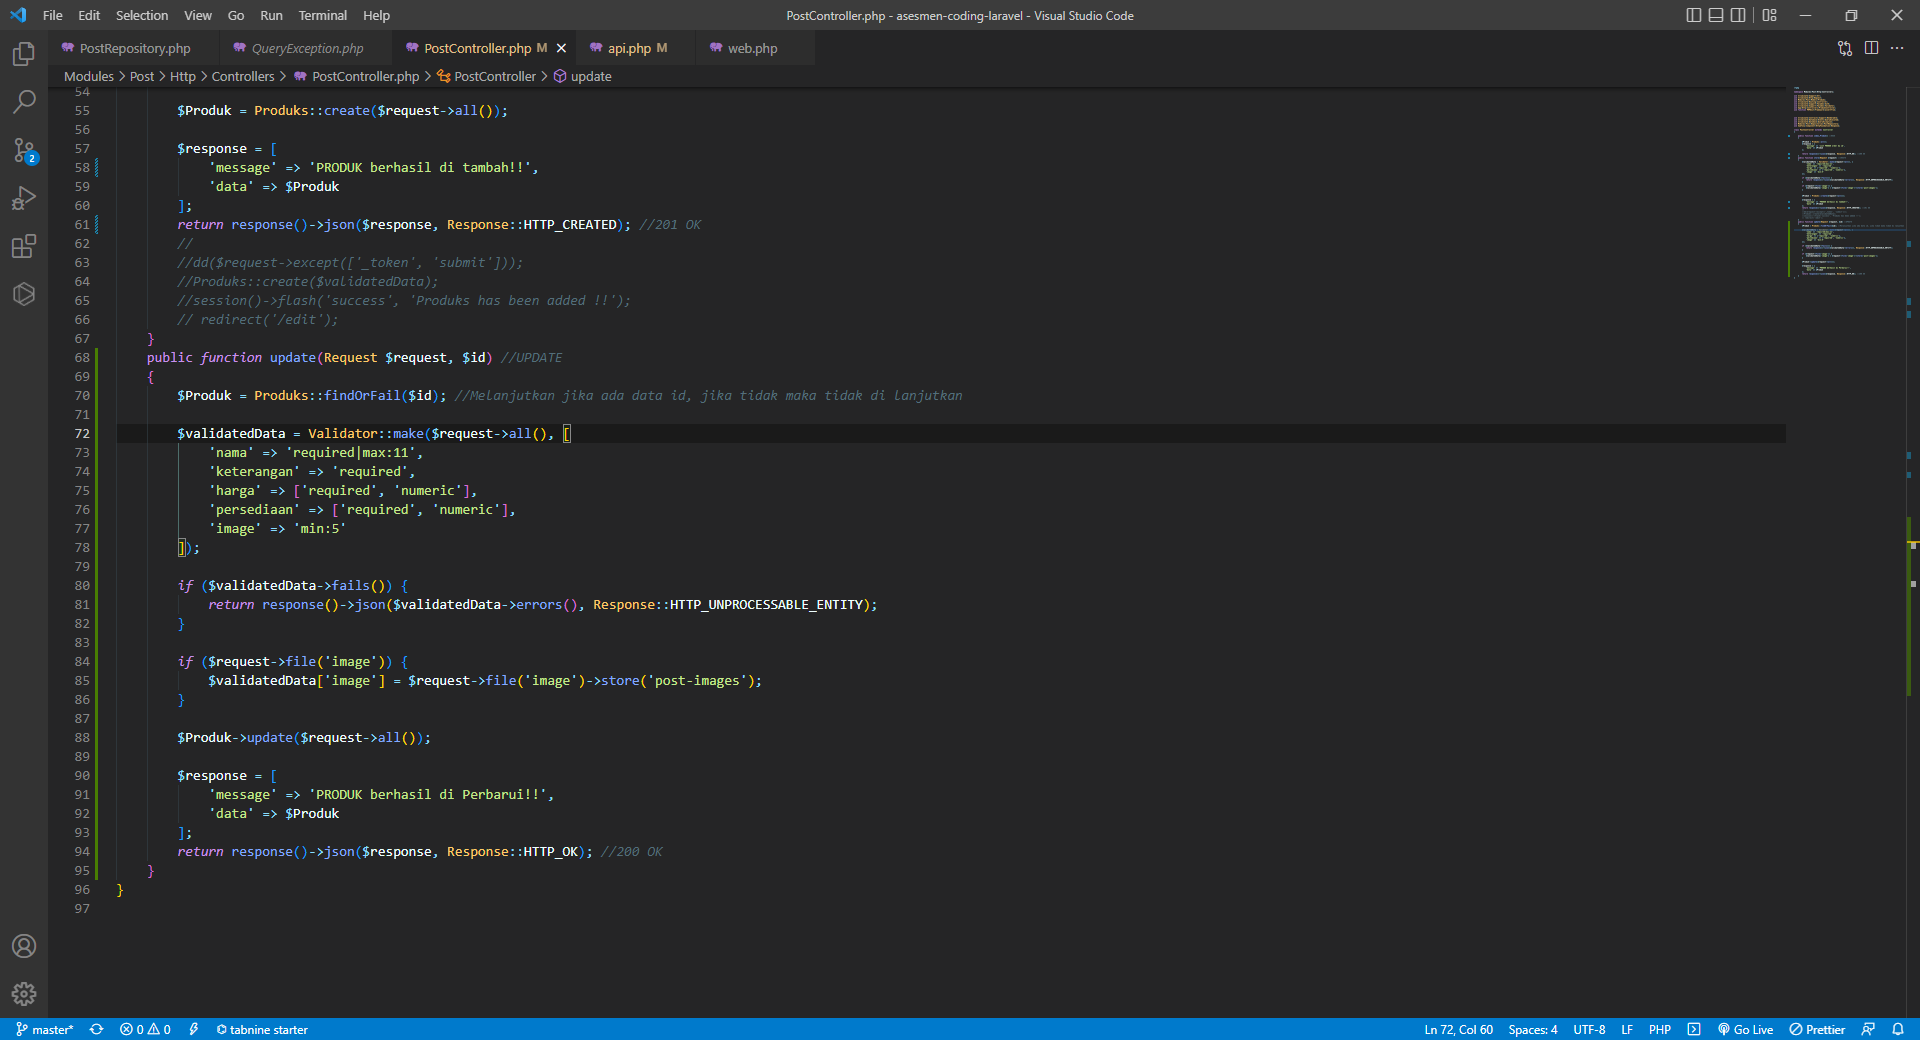 File Edit Selection View Go Run Terminal Help
PostController.php - asesmen-coding-laravel - Visual Studio Code
PostRepository.php QueryException.php PostController.php M api.php M web.php
Modules > Post > Http > Controllers > PostController.php > PostController > update
54
55 $Produk = Produks::create($request->all());
56
57 $response = [
58 'message' => 'PRODUK berhasil di tambah!!',
59 'data' => $Produk
60 ];
61 return response()->json($response, Response::HTTP_CREATED); //201 OK
62 //
63 //dd($request->except(['_token', 'submit']));
64 //Produks::create($validatedData);
65 //session()->flash('success', 'Produks has been added !!');
66 // redirect('/edit');
67 }
68 public function update(Request $request, $id) //UPDATE
69 {
70 $Produk = Produks::findOrFail($id); //Melanjutkan jika ada data id, jika tidak maka tidak di lanjutkan
71
72 $validatedData = Validator::make($request->all(), [
73 'nama' => 'required|max:11',
74 'keterangan' => 'required',
75 'harga' => ['required', 'numeric'],
76 'persediaan' => ['required', 'numeric'],
77 'image' => 'min:5'
78 ]);
79
80 if ($validatedData->fails()) {
81 return response()->json($validatedData->errors(), Response::HTTP_UNPROCESSABLE_ENTITY);
82 }
83
84 if ($request->file('image')) {
85 $validatedData['image'] = $request->file('image')->store('post-images');
86 }
87
88 $Produk->update($request->all());
89
90 $response = [
91 'message' => 'PRODUK berhasil di Perbarui!!',
92 'data' => $Produk
93 ];
94 return response()->json($response, Response::HTTP_OK); //200 OK
95 }
96 }
97
2
master* 0 0 tabnine starter Ln 72, Col 60 Spaces: 4 UTF-8 LF PHP Go Live Prettier